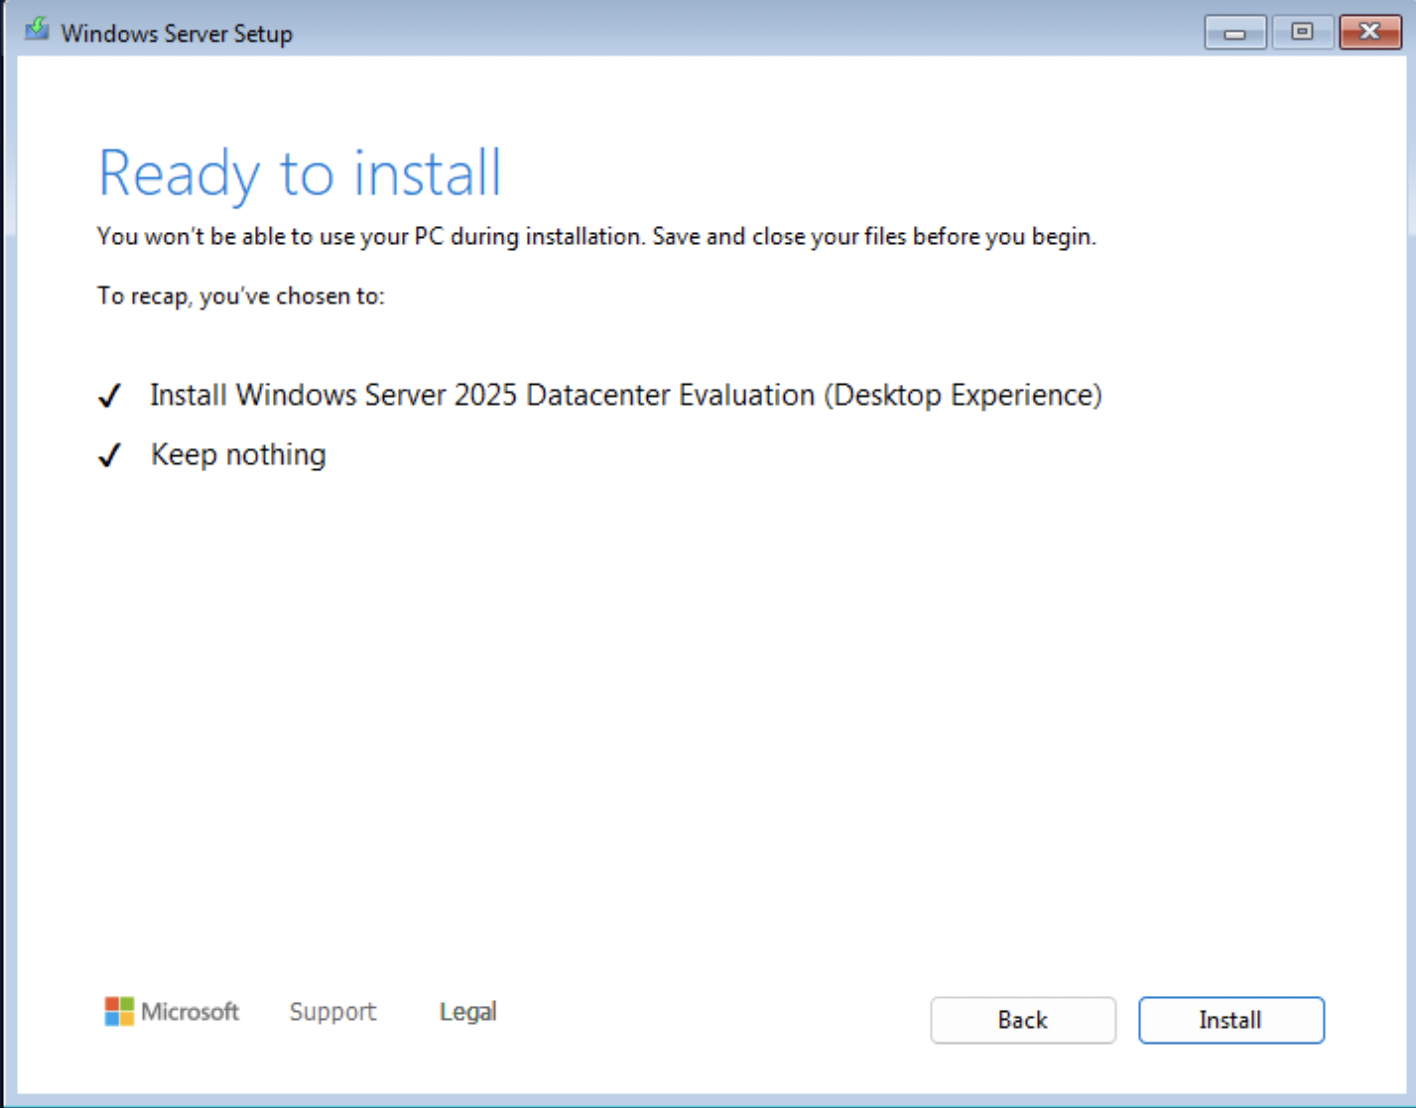 Windows Server Setup
Ready to install
You won't be able to use your PC during installation. Save and close your files before you begin.
To recap, you've chosen to:
✓ Install Windows Server 2025 Datacenter Evaluation (Desktop Experience)
✓ Keep nothing
Microsoft Support Legal Back Install